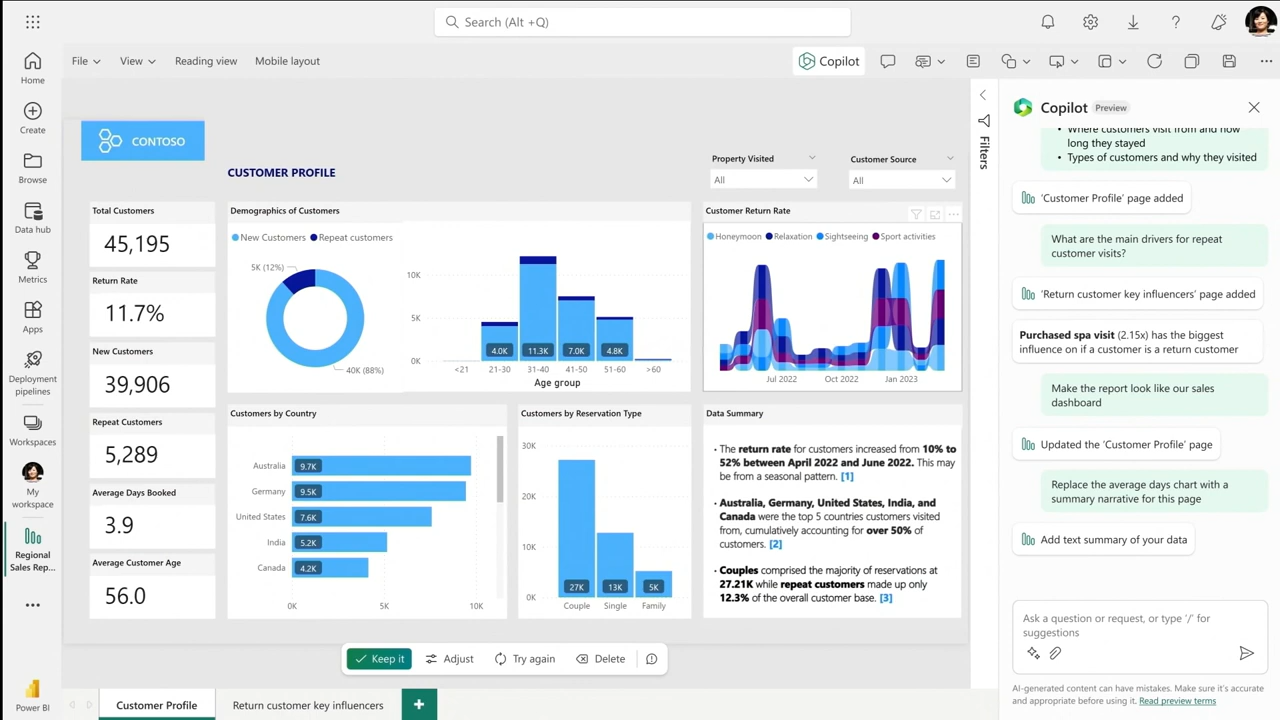 Search (Alt +Q)
Home
Create
Browse
Data hub
Metrics
Apps
Deployment
pipelines
Workspaces
My
workspace
Regional
Sales Rep...
Power BI
File
View
Reading view
Mobile layout
Copilot
CONTOSO
CUSTOMER PROFILE
Property Visited
All
Customer Source
All
Total Customers
45,195
Return Rate
11.7%
New Customers
39,906
Repeat Customers
5,289
Average Days Booked
3.9
Average Customer Age
56.0
Demographics of Customers
New Customers
Repeat customers
5K (12%)
40K (88%)
10K
5K
0K
4.0K
11.3K
7.0K
4.8K
<21
21-30
31-40
41-50
51-60
>60
Age group
Customer Return Rate
Honeymoon
Relaxation
Sightseeing
Sport activities
Jul 2022
Oct 2022
Jan 2023
Customers by Country
Australia
9.7K
Germany
9.5K
United States
7.6K
India
5.2K
Canada
4.2K
0K
5K
10K
Customers by Reservation Type
30K
20K
10K
0K
27K
13K
5K
Couple
Single
Family
Data Summary
• The return rate for customers increased from 10% to
52% between April 2022 and June 2022. This may
be from a seasonal pattern. [1]
• Australia, Germany, United States, India, and
Canada were the top 5 countries customers visited
from, cumulatively accounting for over 50% of
customers. [2]
• Couples comprised the majority of reservations at
27.21K while repeat customers made up only
12.3% of the overall customer base. [3]
Keep it
Adjust
Try again
Delete
Customer Profile
Return customer key influencers
+
Filters
Copilot
Preview
• Where customers visit from and how
long they stayed
• Types of customers and why they visited
'Customer Profile' page added
What are the main drivers for repeat
customer visits?
'Return customer key influencers' page added
Purchased spa visit (2.15x) has the biggest
influence on if a customer is a return customer
Make the report look like our sales
dashboard
Updated the 'Customer Profile' page
Replace the average days chart with a
summary narrative for this page
Add text summary of your data
Ask a question or request, or type '/' for
suggestions
AI-generated content can have mistakes. Make sure it's accurate
and appropriate before using it. Read preview terms